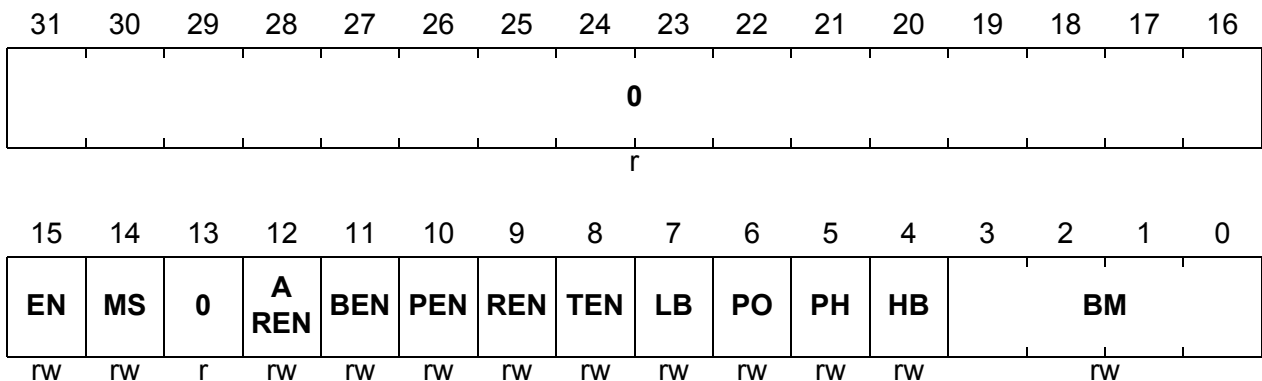 31 30 29 28 27 26 25 24 23 22 21 20 19 18 17 16
0
r
15 14 13 12 11 10 9 8 7 6 5 4 3 2 1 0
EN MS 0 A REN BEN PEN REN TEN LB PO PH HB BM
rw rw r rw rw rw rw rw rw rw rw rw rw